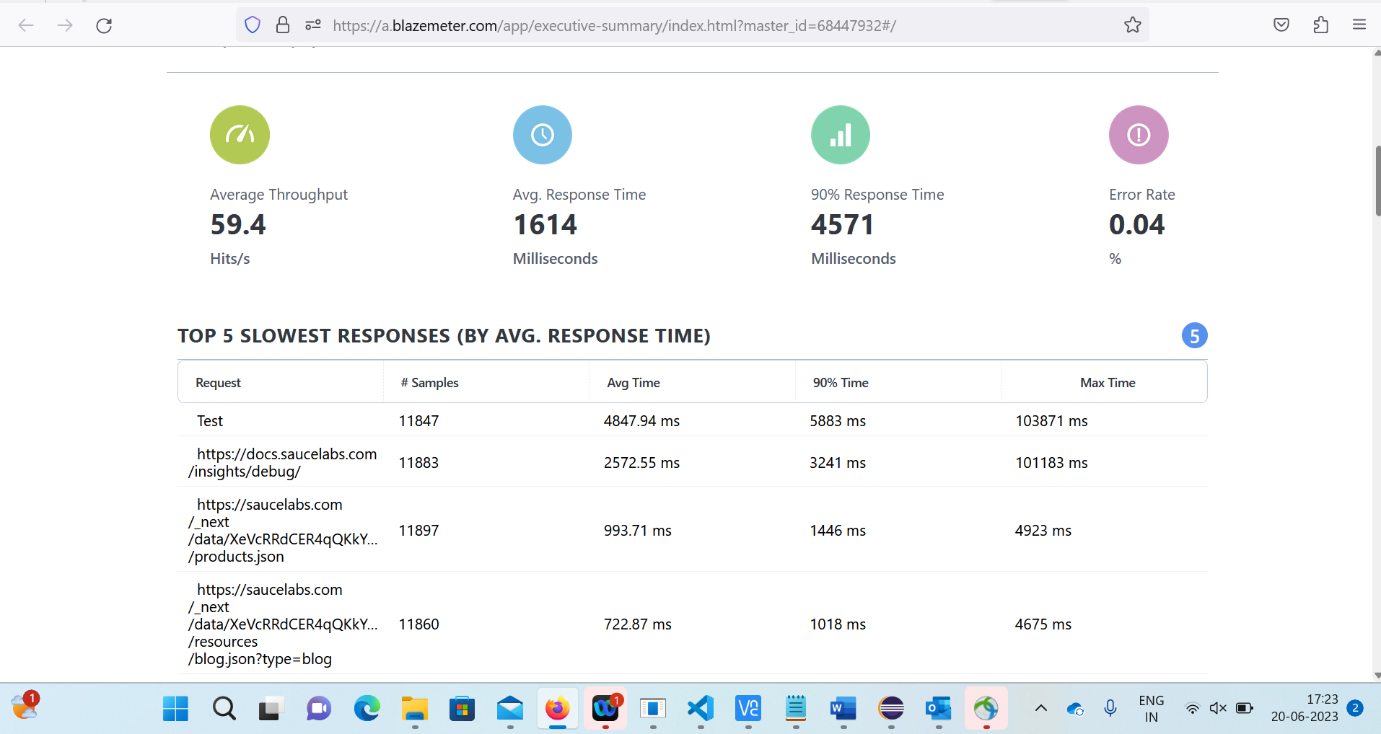 https://a.blazemeter.com/app/executive-summary/index.html?master_id=68447932#/
Average Throughput
59.4
Hits/s
Avg. Response Time
1614
Milliseconds
90% Response Time
4571
Milliseconds
Error Rate
0.04
%
TOP 5 SLOWEST RESPONSES (BY AVG. RESPONSE TIME)
5
Request # Samples Avg Time 90% Time Max Time
Test 11847 4847.94 ms 5883 ms 103871 ms
https://docs.saucelabs.com
/insights/debug/
11883 2572.55 ms 3241 ms 101183 ms
https://saucelabs.com
/_next
/data/XeVcRRdCER4qQKkY...
/products.json
11897 993.71 ms 1446 ms 4923 ms
https://saucelabs.com
/_next
/data/XeVcRRdCER4qQKkY...
/resources
/blog.json?type=blog
11860 722.87 ms 1018 ms 4675 ms
1
1
ENG
IN
17:23
20-06-2023
2